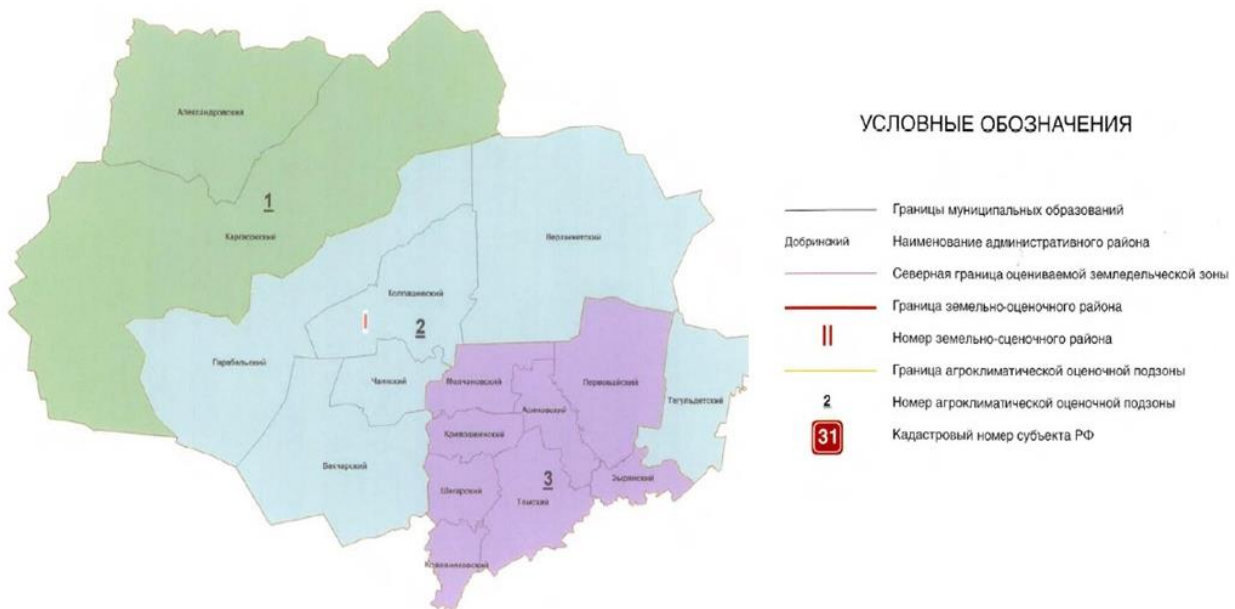 Александровский
1
Каргасокский
Верхнекетский
Колпашевский
I
2
Парабельский
Чаинский
Молчановский
Первомайский
Тегульдетский
Асиновский
Кривошеинский
Бакчарский
3
Зырянский
Шегарский
Томский
Кожевниковский
УСЛОВНЫЕ ОБОЗНАЧЕНИЯ
Границы муниципальных образований
Добринский Наименование административного района
Северная граница оцениваемой земледельческой зоны
Граница земельно-оценочного района
II Номер земельно-оценочного района
Граница агроклиматической оценочной подзоны
2 Номер агроклиматической оценочной подзоны
31 Кадастровый номер субъекта РФ